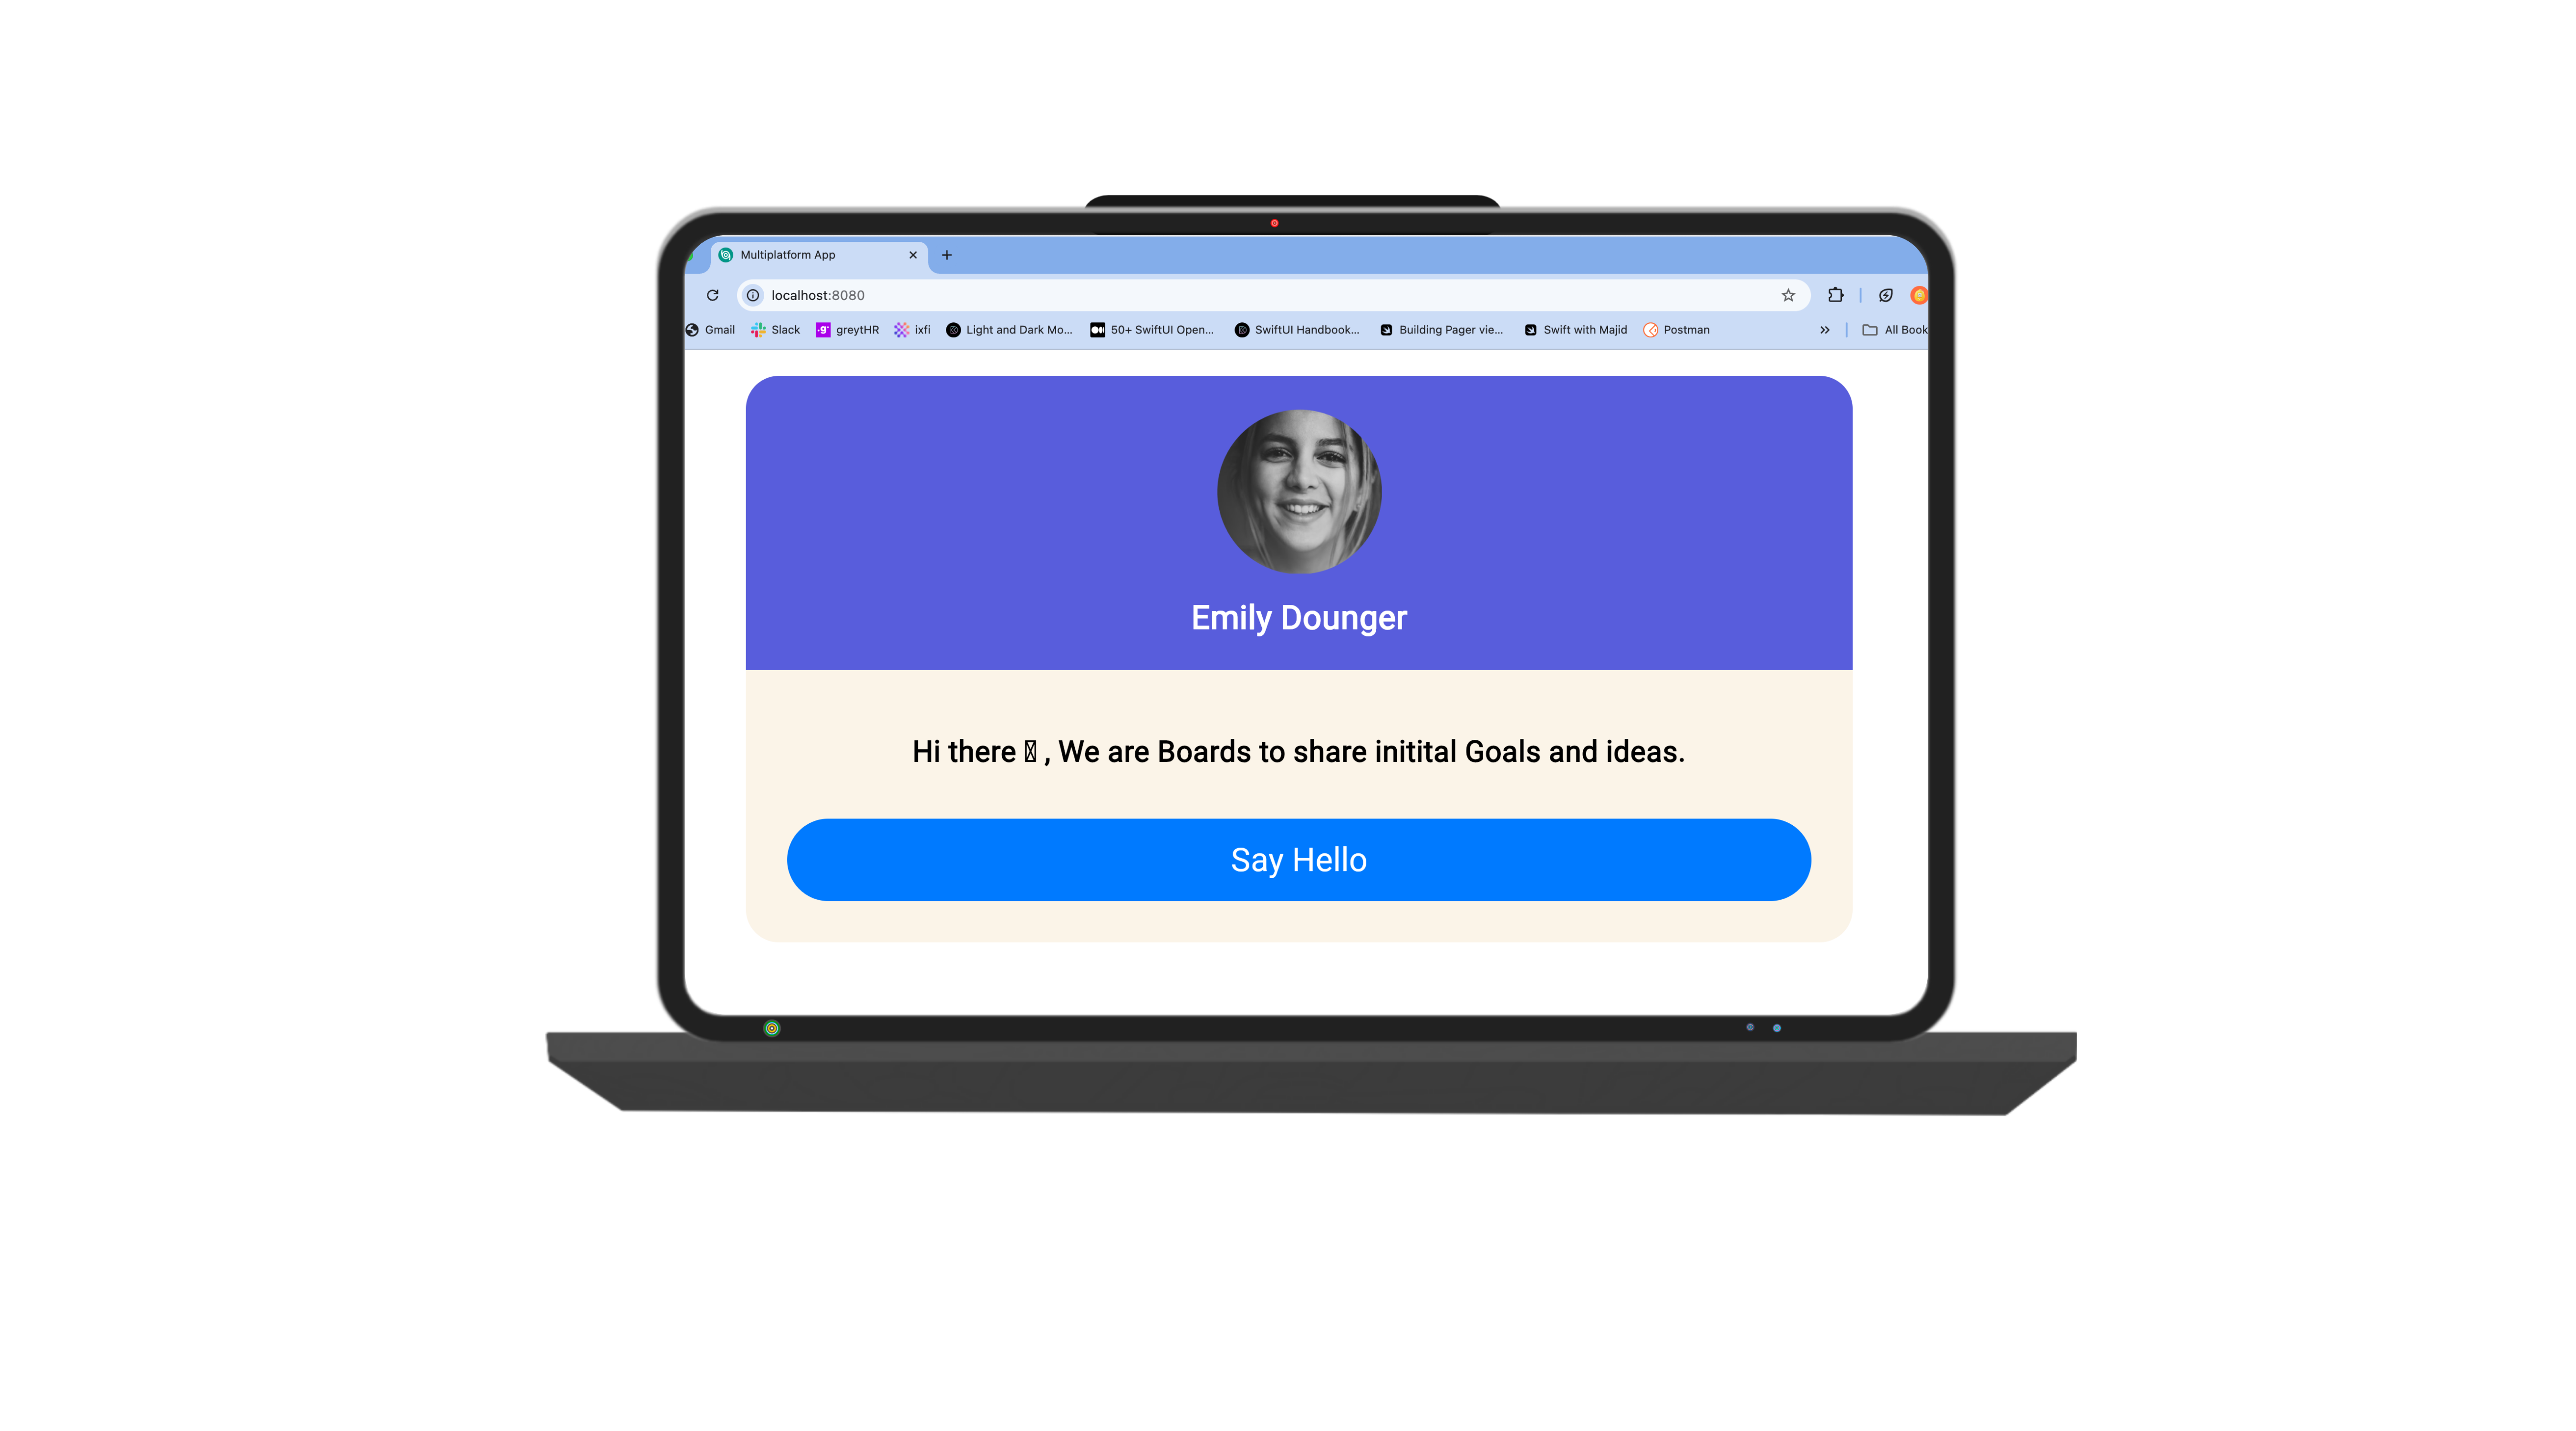 Multiplatform App
localhost:8080
Gmail Slack greytHR ixfi Light and Dark Mo... 50+ SwiftUI Open... SwiftUI Handbook... Building Pager vie... Swift with Majid Postman All Book
Emily Dounger
Hi there , We are Boards to share initital Goals and ideas.
Say Hello